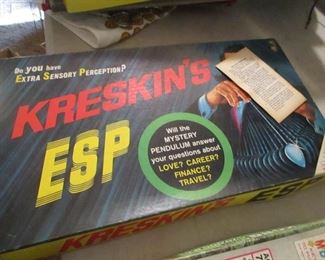 Do you have
EXTRA SENSORY PERCEPTION?
KRESKIN'S
ESP
Will the
MYSTERY
PENDULUM answer
your questions about
LOVE? CAREER?
FINANCE?
TRAVEL?
KRESKIN'S ESP